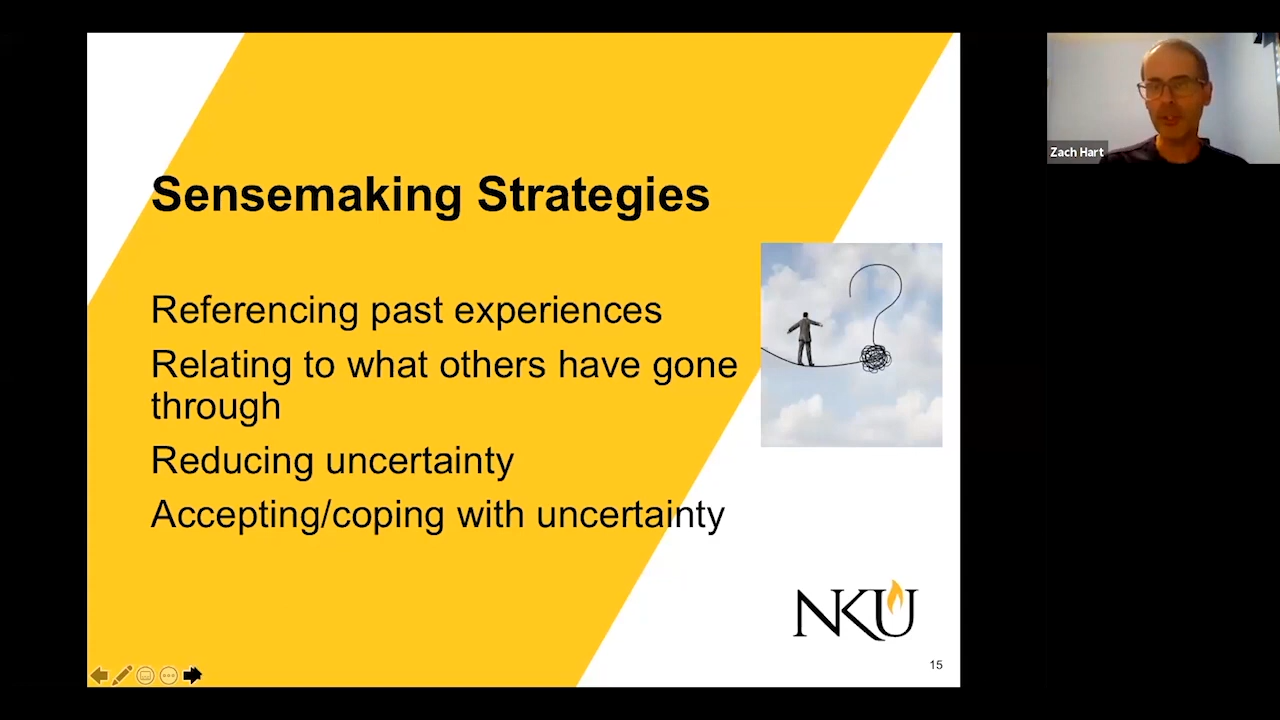 Sensemaking Strategies
Referencing past experiences
Relating to what others have gone
through
Reducing uncertainty
Accepting/coping with uncertainty
NKU
15
Zach Hart